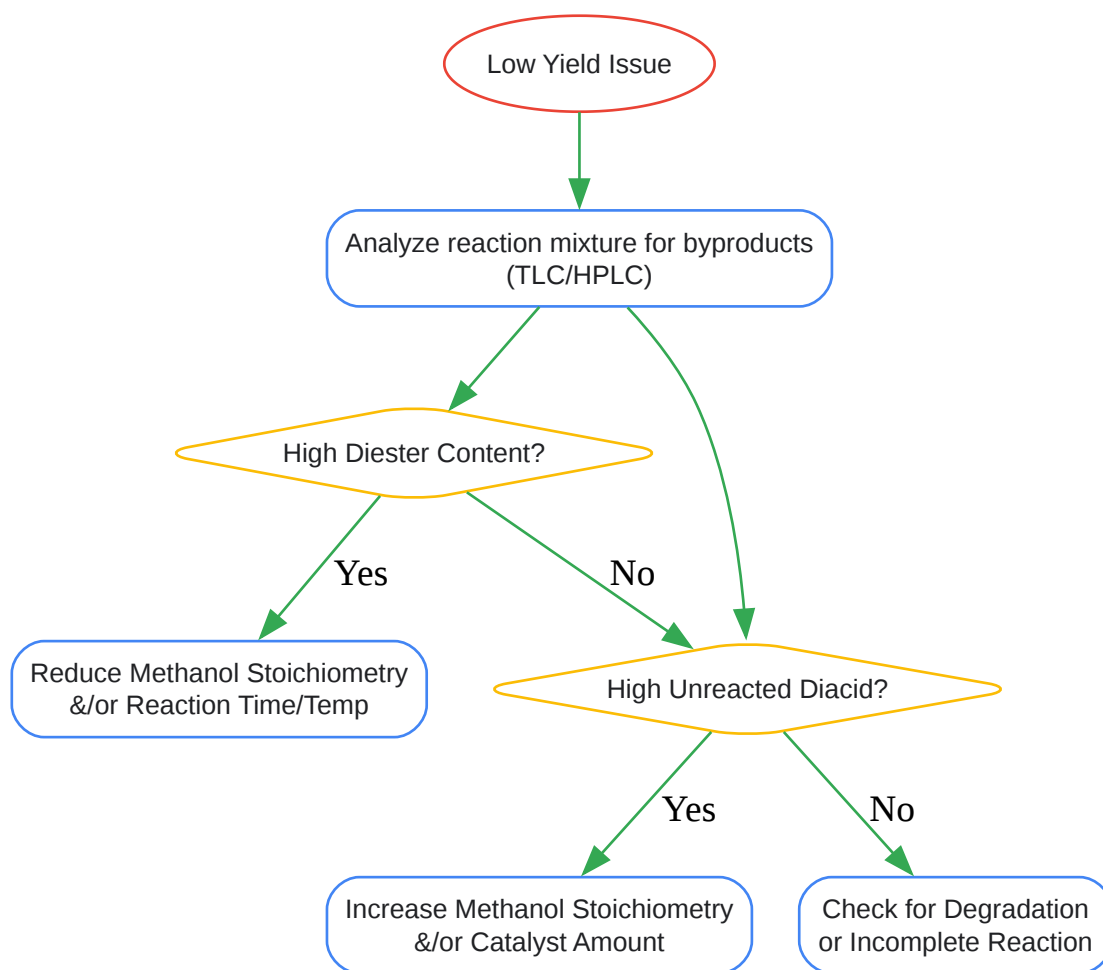 Low Yield Issue
Analyze reaction mixture for byproducts
(TLC/HPLC)
High Diester Content?
Yes
No
Reduce Methanol Stoichiometry
&/or Reaction Time/Temp
High Unreacted Diacid?
Yes
No
Increase Methanol Stoichiometry
&/or Catalyst Amount
Check for Degradation
or Incomplete Reaction